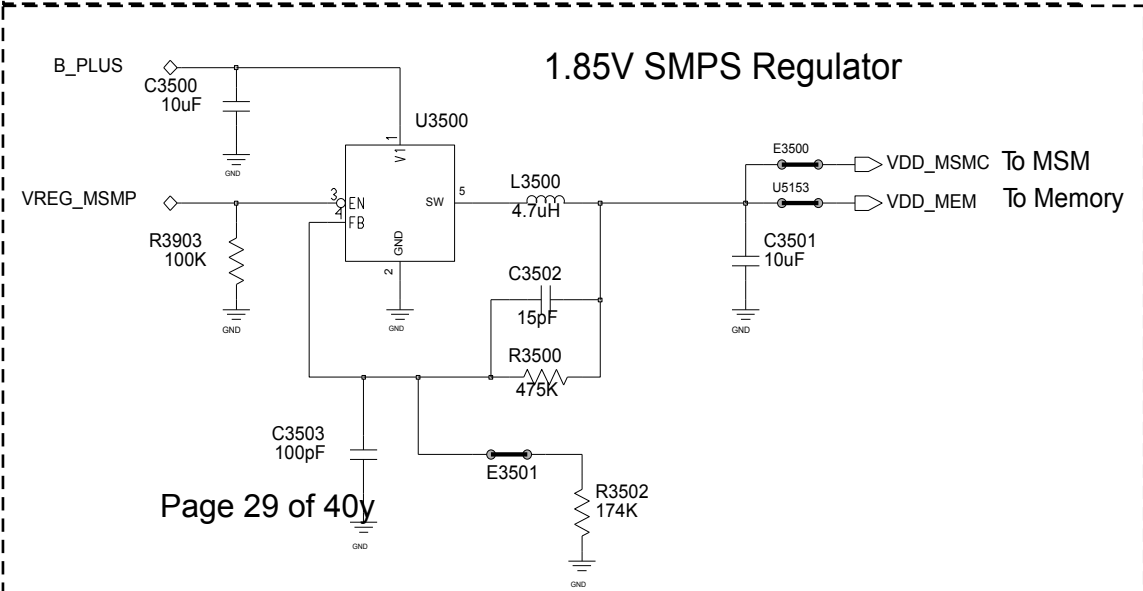 1.85V SMPS Regulator
B_PLUS
C3500
10uF
U3500
1
V1
VREG_MSMP
3
EN
4
FB
SW
5
GND
2
R3903
100K
L3500
4.7uH
E3500
VDD_MSMC To MSM
U5153
VDD_MEM To Memory
C3501
10uF
C3502
15pF
R3500
475K
C3503
100pF
E3501
R3502
174K
Page 29 of 40y
GND
GND
GND
GND
GND
GND